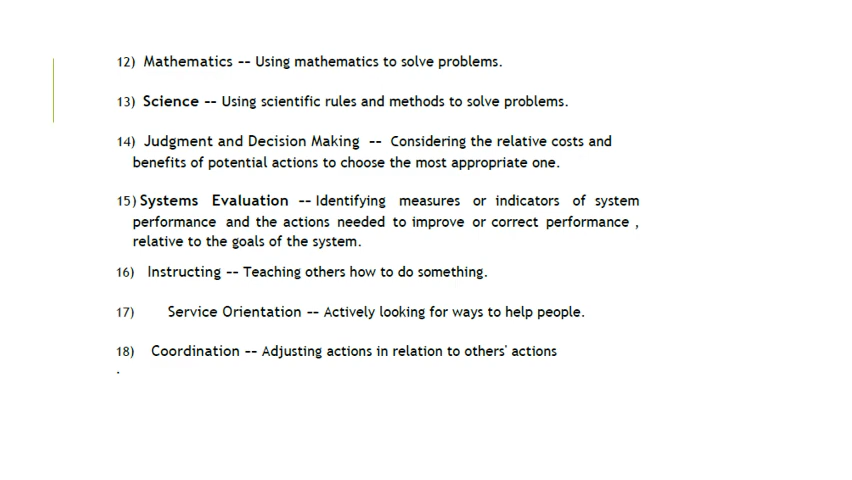 12) Mathematics -- Using mathematics to solve problems.
13) Science -- Using scientific rules and methods to solve problems.
14) Judgment and Decision Making -- Considering the relative costs and
benefits of potential actions to choose the most appropriate one.
15) Systems Evaluation -- Identifying measures or indicators of system
performance and the actions needed to improve or correct performance ,
relative to the goals of the system.
16) Instructing -- Teaching others how to do something.
17) Service Orientation -- Actively looking for ways to help people.
18) Coordination -- Adjusting actions in relation to others' actions
.